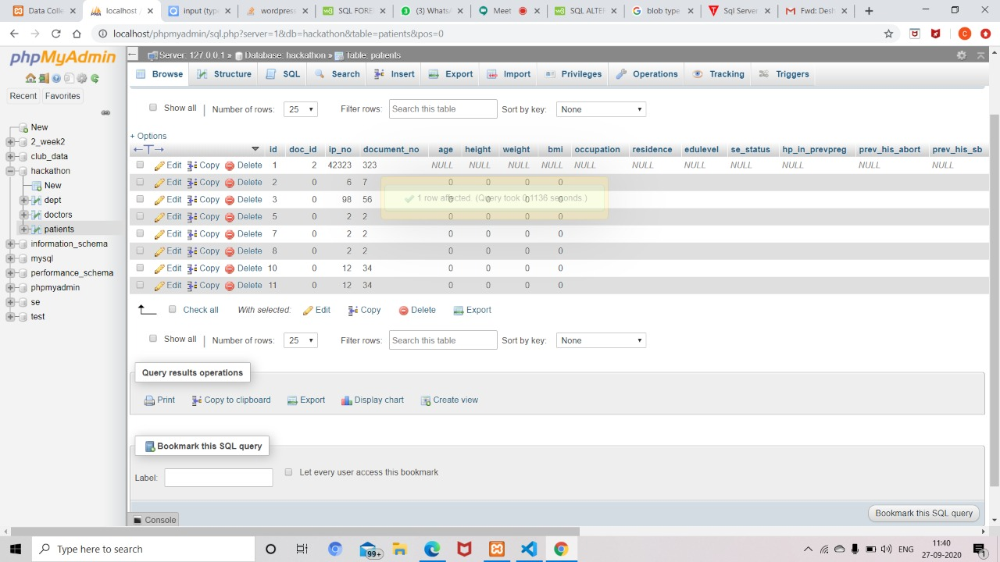 Data Colle
localhost /
input (type
wordpress
SQL FOREI
(3) WhatsA
Meet
SQL ALTER
blob type
Sql Server
Fwd: Desh
localhost/phpmyadmin/sql.php?server=1&db=hackathon&table=patients&pos=0
phpMyAdmin
Recent Favorites
New
2_week2
club_data
hackathon
New
dept
doctors
patients
information_schema
mysql
performance_schema
phpmyadmin
se
test
Server: 127.0.0.1 » Database: hackathon » Table: patients
Browse Structure SQL Search Insert Export Import Privileges Operations Tracking Triggers
Show all | Number of rows: 25 Filter rows: Search this table Sort by key: None
+ Options
←T→ id doc_id ip_no document_no age height weight bmi occupation residence edulevel se_status hp_in_prevpreg prev_his_abort prev_his_sb
Edit Copy Delete 1 2 42323 323 NULL NULL NULL NULL NULL NULL NULL NULL NULL NULL NULL
Edit Copy Delete 2 0 6 7 0 0 0 0
Edit Copy Delete 3 0 98 56 0 0 0 0
1 row affected. (Query took 0.1136 seconds.)
Edit Copy Delete 5 0 2 2 0 0 0 0
Edit Copy Delete 7 0 2 2 0 0 0 0
Edit Copy Delete 8 0 2 2 0 0 0 0
Edit Copy Delete 10 0 12 34 0 0 0 0
Edit Copy Delete 11 0 12 34 0 0 0 0
Check all With selected: Edit Copy Delete Export
Show all | Number of rows: 25 Filter rows: Search this table Sort by key: None
Query results operations
Print Copy to clipboard Export Display chart Create view
Bookmark this SQL query
Label: Let every user access this bookmark
Bookmark this SQL query
Console
Type here to search
99+
ENG
11:40
27-09-2020
1